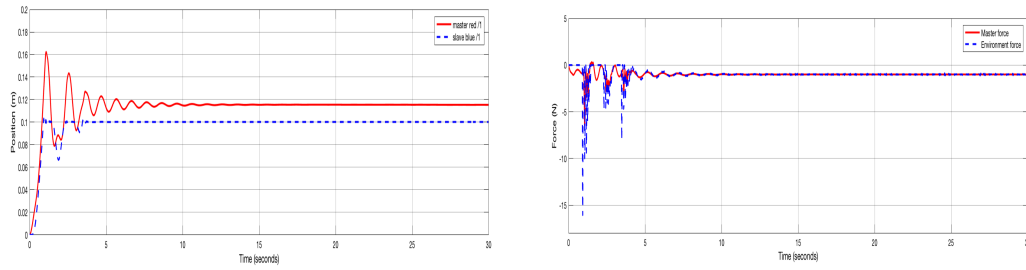 0.2
0.18
0.16
0.14
0.12
0.1
0.08
0.06
0.04
0.02
0
Position (m)
master red /1
slave blue /1
0 5 10 15 20 25 30
Time (seconds)
5
0
-5
-10
-15
Force (N)
Master force
Environment force
0 5 10 15 20 25 30
Time (seconds)